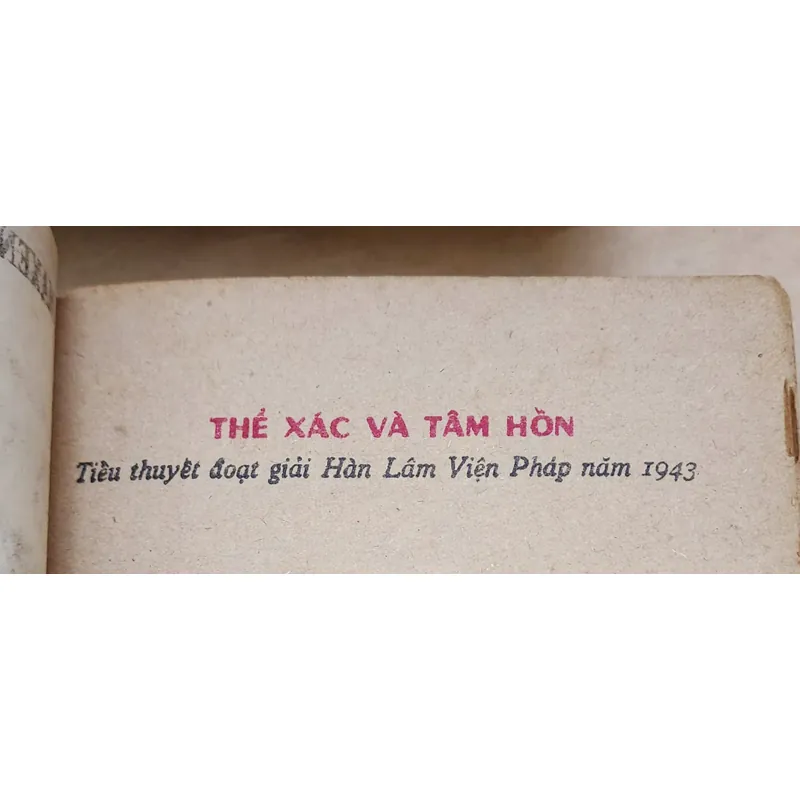 THỂ XÁC VÀ TÂM HỒN
Tiểu thuyết đoạt giải Hàn Lâm Viện Pháp năm 1943